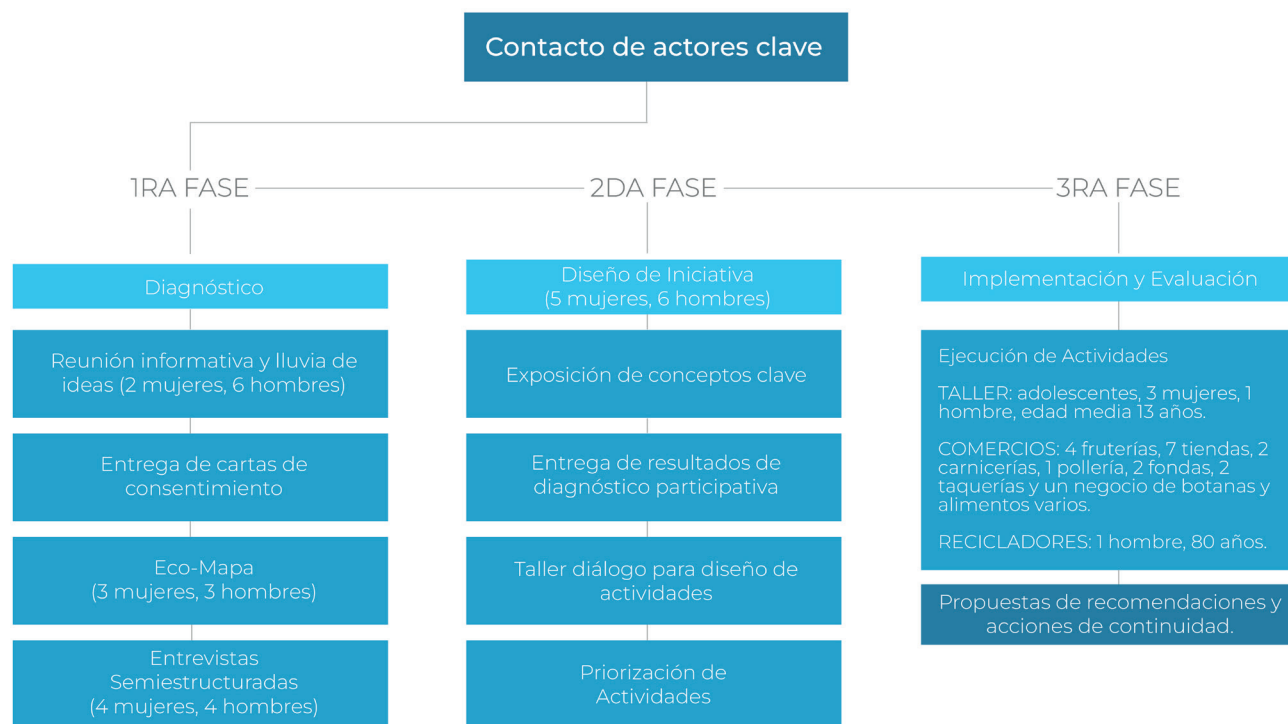 Contacto de actores clave
1RA FASE
2DA FASE
3RA FASE
Diagnóstico
Reunión informativa y lluvia de
ideas (2 mujeres, 6 hombres)
Entrega de cartas de
consentimiento
Eco-Mapa
(3 mujeres, 3 hombres)
Entrevistas
Semiestructuradas
(4 mujeres, 4 hombres)
Diseño de Iniciativa
(5 mujeres, 6 hombres)
Exposición de conceptos clave
Entrega de resultados de
diagnóstico participativa
Taller diálogo para diseño de
actividades
Priorización de
Actividades
Implementación y Evaluación
Ejecución de Actividades
TALLER: adolescentes, 3 mujeres, 1
hombre, edad media 13 años.
COMERCIOS: 4 fruterías, 7 tiendas, 2
carnicerías, 1 pollería, 2 fondas, 2
taquerías y un negocio de botanas y
alimentos varios.
RECICLADORES: 1 hombre, 80 años.
Propuestas de recomendaciones y
acciones de continuidad.